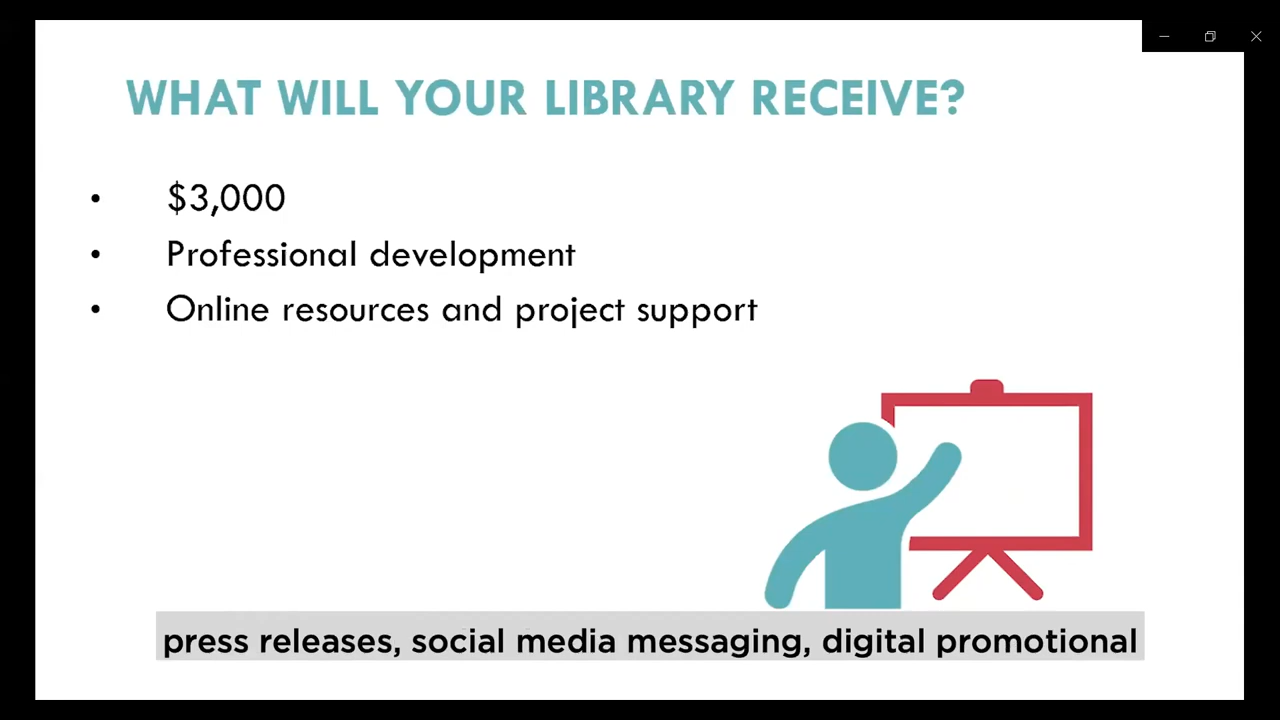 WHAT WILL YOUR LIBRARY RECEIVE?
• $3,000
• Professional development
• Online resources and project support
press releases, social media messaging, digital promotional